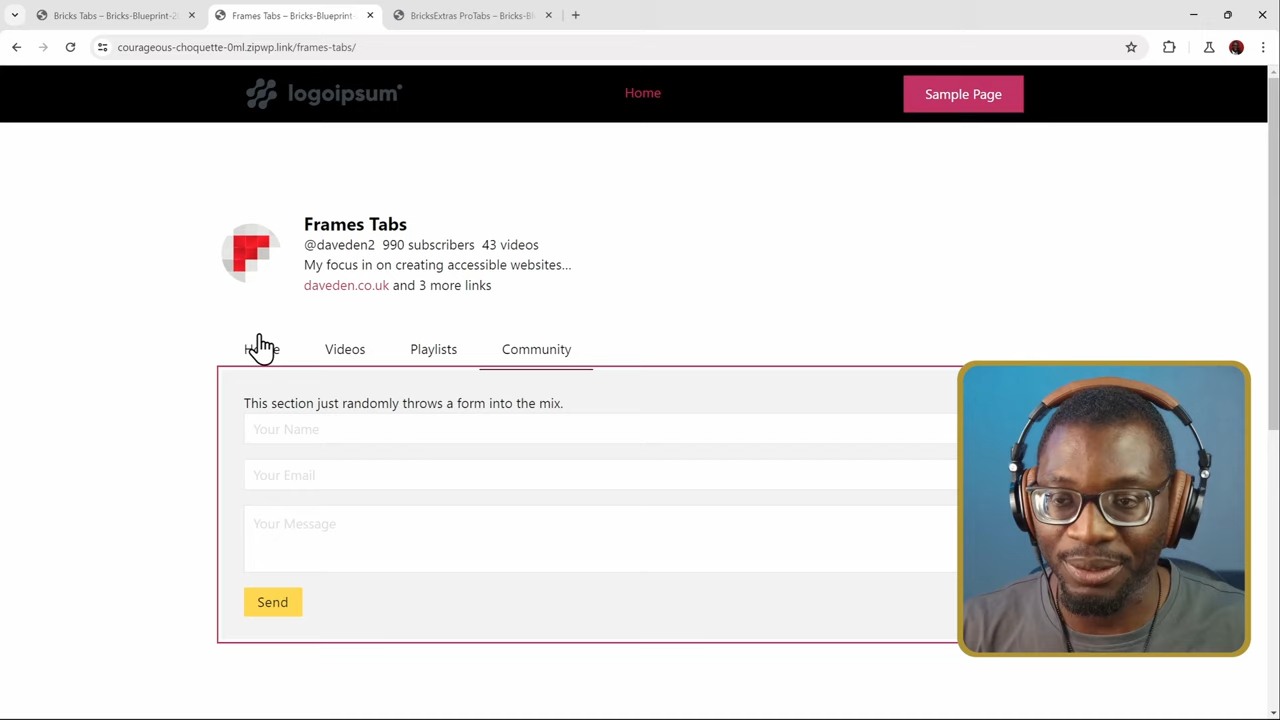 Bricks Tabs – Bricks-Blueprint-2
Frames Tabs – Bricks-Blueprint-
BricksExtras ProTabs – Bricks-Bl
courageous-choquette-0ml.zipwp.link/frames-tabs/
logoipsum
Home
Sample Page
Frames Tabs
@daveden2 990 subscribers 43 videos
My focus in on creating accessible websites...
daveden.co.uk and 3 more links
Home Videos Playlists Community
This section just randomly throws a form into the mix.
Your Name
Your Email
Your Message
Send